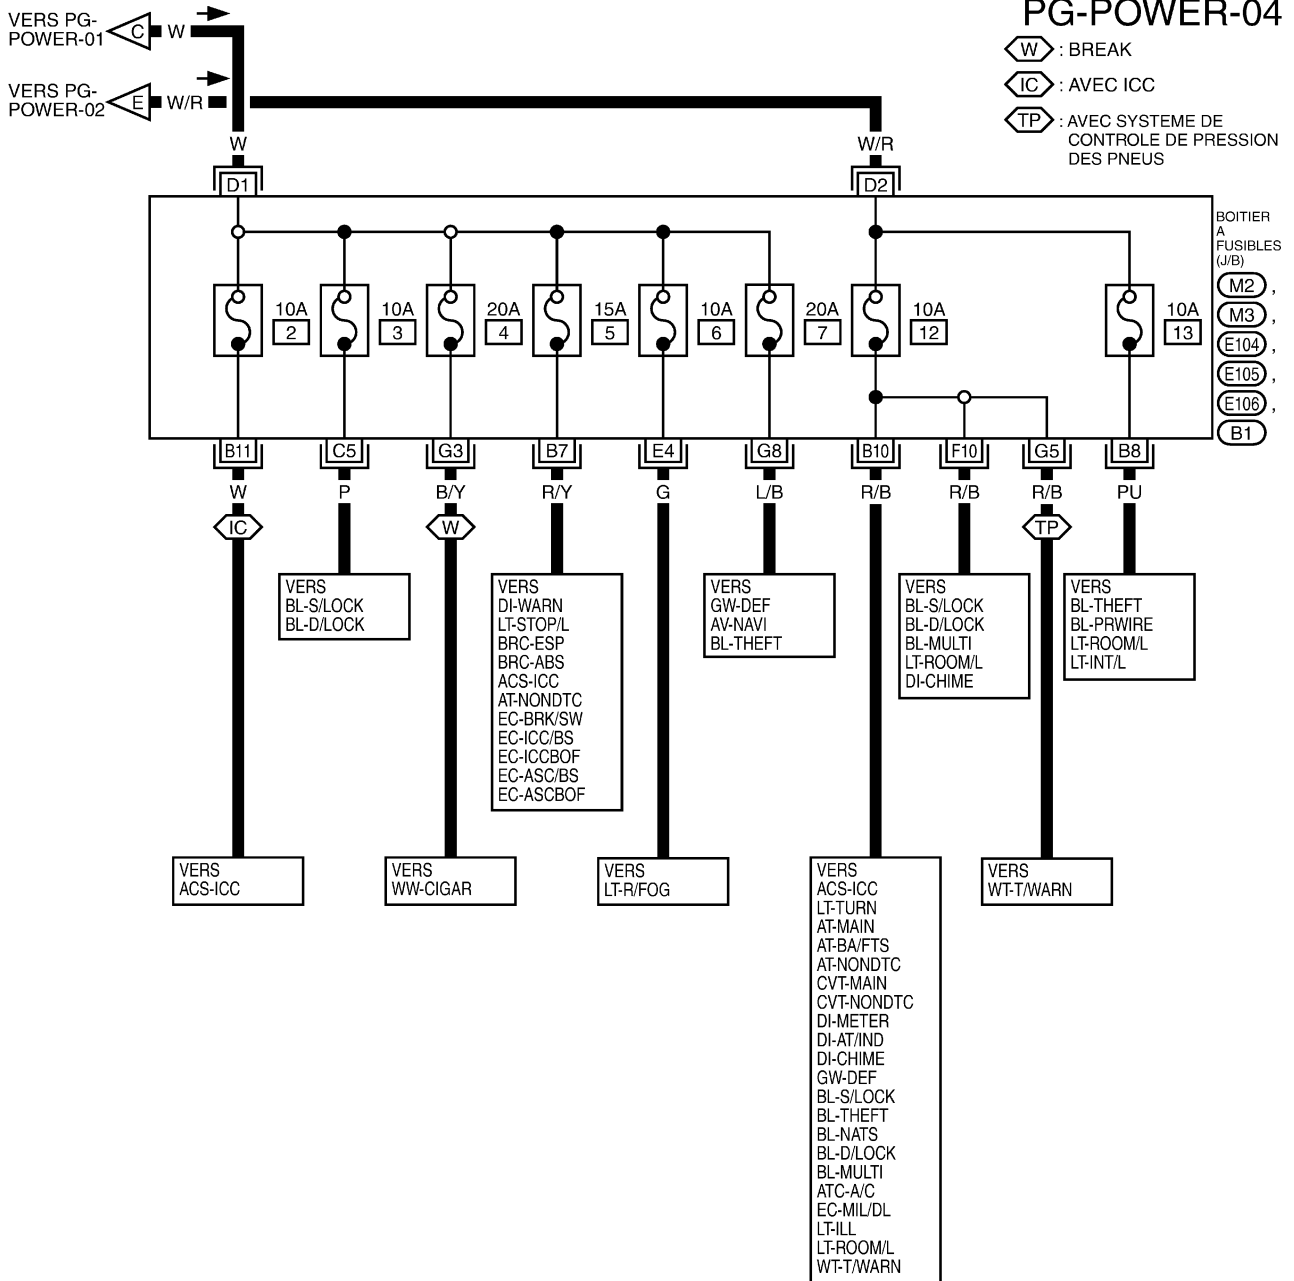 PG-POWER-04
VERS PG-
POWER-01
C
W
VERS PG-
POWER-02
E
W/R
W : BREAK
IC : AVEC ICC
TP : AVEC SYSTEME DE
CONTROLE DE PRESSION
DES PNEUS
W
W/R
D1
D2
BOITIER
A
FUSIBLES
(J/B)
M2 ,
M3 ,
E104 ,
E105 ,
E106 ,
B1
10A 10A 20A 15A 10A 20A 10A 10A
2 3 4 5 6 7 12 13
B11 C5 G3 B7 E4 G8 B10 F10 G5 B8
W P B/Y R/Y G L/B R/B R/B R/B PU
IC W TP
VERS
BL-S/LOCK
BL-D/LOCK
VERS
DI-WARN
LT-STOP/L
BRC-ESP
BRC-ABS
ACS-ICC
AT-NONDTC
EC-BRK/SW
EC-ICC/BS
EC-ICCBOF
EC-ASC/BS
EC-ASCBOF
VERS
GW-DEF
AV-NAVI
BL-THEFT
VERS
BL-S/LOCK
BL-D/LOCK
BL-MULTI
LT-ROOM/L
DI-CHIME
VERS
BL-THEFT
BL-PRWIRE
LT-ROOM/L
LT-INT/L
VERS
ACS-ICC
VERS
WW-CIGAR
VERS
LT-R/FOG
VERS
ACS-ICC
LT-TURN
AT-MAIN
AT-BA/FTS
AT-NONDTC
CVT-MAIN
CVT-NONDTC
DI-METER
DI-AT/IND
DI-CHIME
GW-DEF
BL-S/LOCK
BL-THEFT
BL-NATS
BL-D/LOCK
BL-MULTI
ATC-A/C
EC-MIL/DL
LT-ILL
LT-ROOM/L
WT-T/WARN
VERS
WT-T/WARN